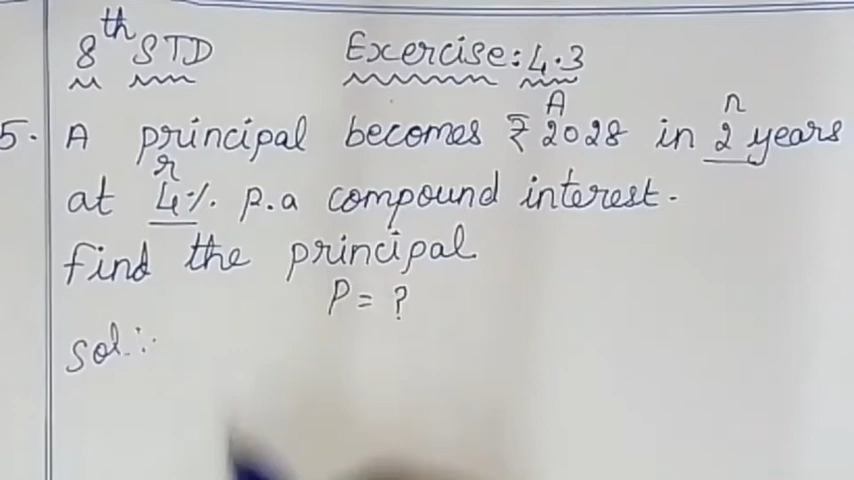 8th STD Exercise: 4.3
A n
5. A principal becomes ₹ 2028 in 2 years
r
at 4% p.a compound interest.
find the principal
P = ?
Sol: